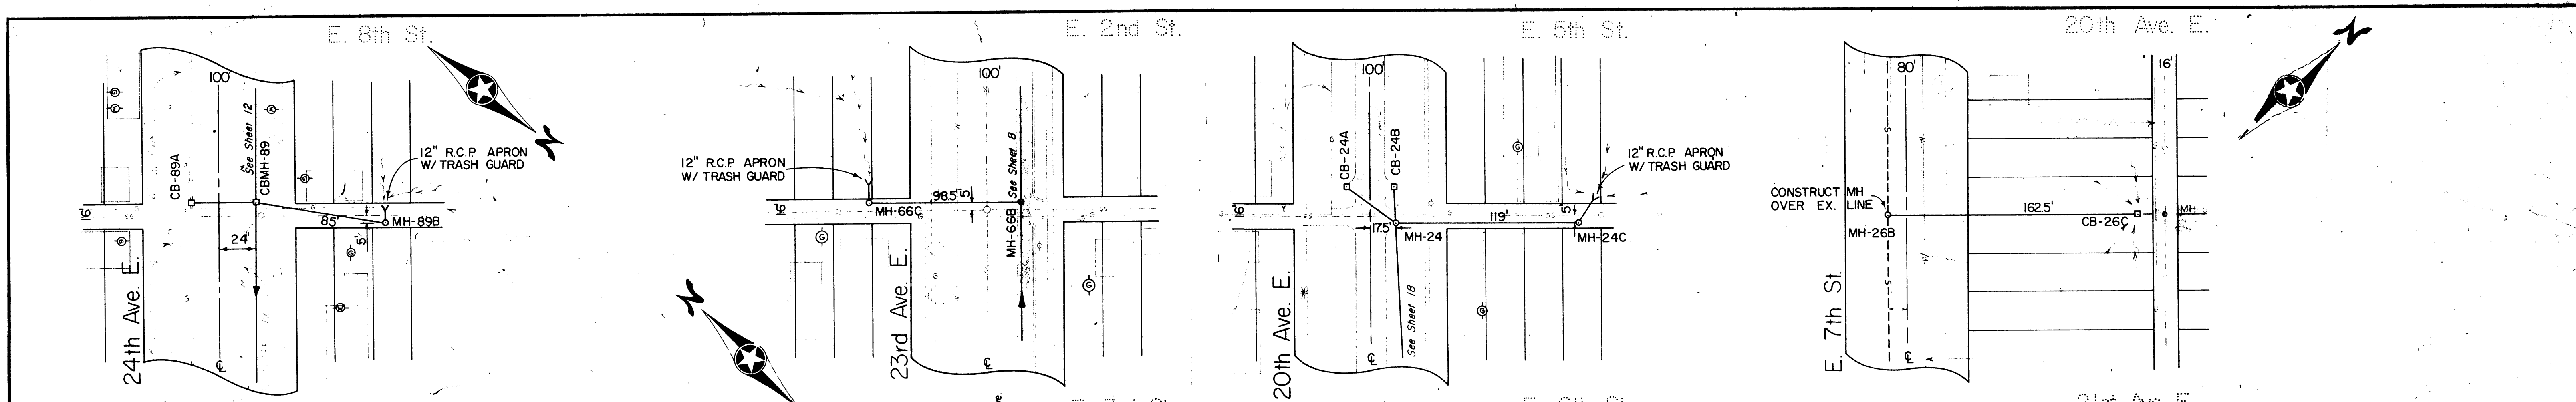 E. 8th St.
100'
See Sheet 12
CB-89A
CBMH-89
12" R.C.P. APRON
W/ TRASH GUARD
16'
85'
5'
MH-89B
24'
24th Ave. E.
℄
N
E. 2nd St.
100'
12" R.C.P. APRON
W/ TRASH GUARD
16'
MH-66C
98.5'
5'
MH-66B
See Sheet 8
G
G
23rd Ave. E.
℄
N
E. 5th St.
100'
CB-24A
CB-24B
12" R.C.P. APRON
W/ TRASH GUARD
G
16'
119'
5'
17.5'
MH-24
MH-24C
See Sheet 18
G
20th Ave. E.
℄
20th Ave. E.
80'
16'
N
S
CONSTRUCT MH
OVER EX. LINE
162.5'
MH-26B
CB-26C
MH
S
E. 7th St.
℄
21st Ave. E.